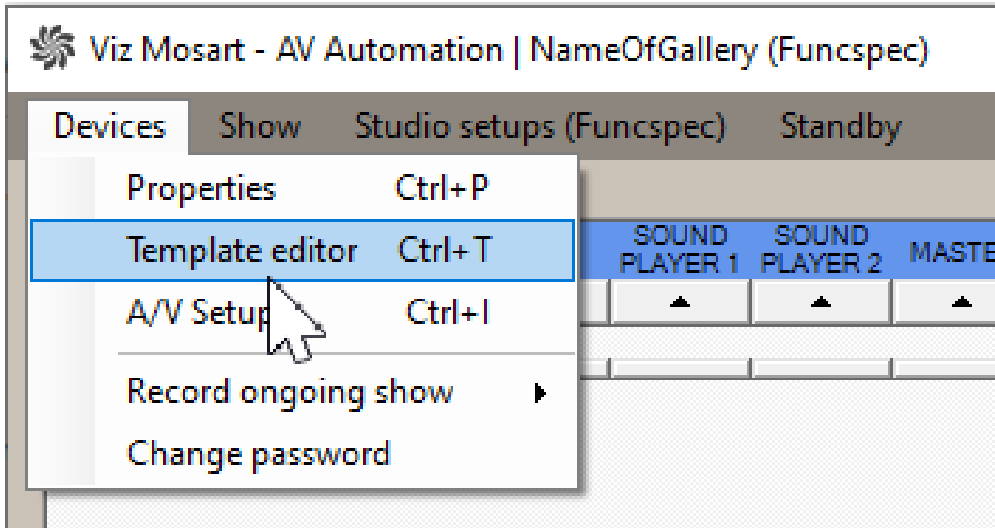 Viz Mosart - AV Automation | NameOfGallery (Funcspec)
Devices Show Studio setups (Funcspec) Standby
Properties Ctrl+P
Template editor Ctrl+T
A/V Setup Ctrl+I
Record ongoing show
Change password
SOUND PLAYER 1
SOUND PLAYER 2
MASTE